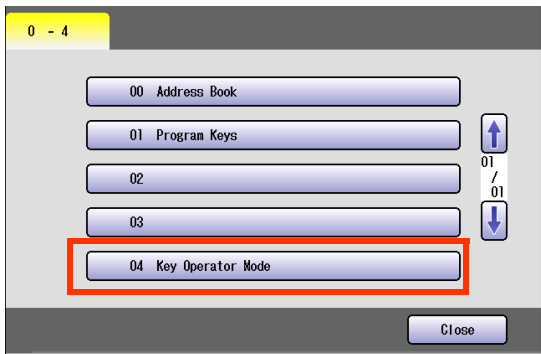 0 - 4
00 Address Book
01 Program Keys
02
03
04 Key Operator Mode
01
/
01
Close